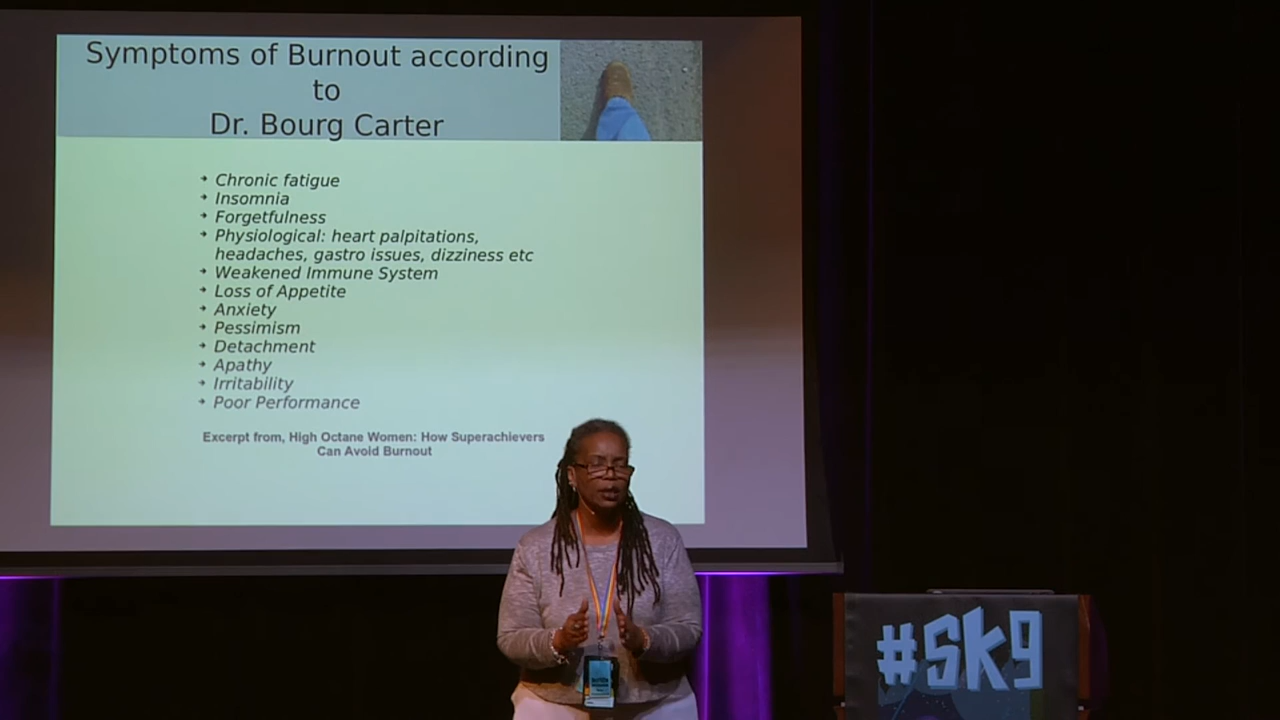 Symptoms of Burnout according
to
Dr. Bourg Carter
Chronic fatigue
Insomnia
Forgetfulness
Physiological: heart palpitations,
headaches, gastro issues, dizziness etc
Weakened Immune System
Loss of Appetite
Anxiety
Pessimism
Detachment
Apathy
Irritability
Poor Performance
Excerpt from, High Octane Women: How Superachievers
Can Avoid Burnout
#SK9